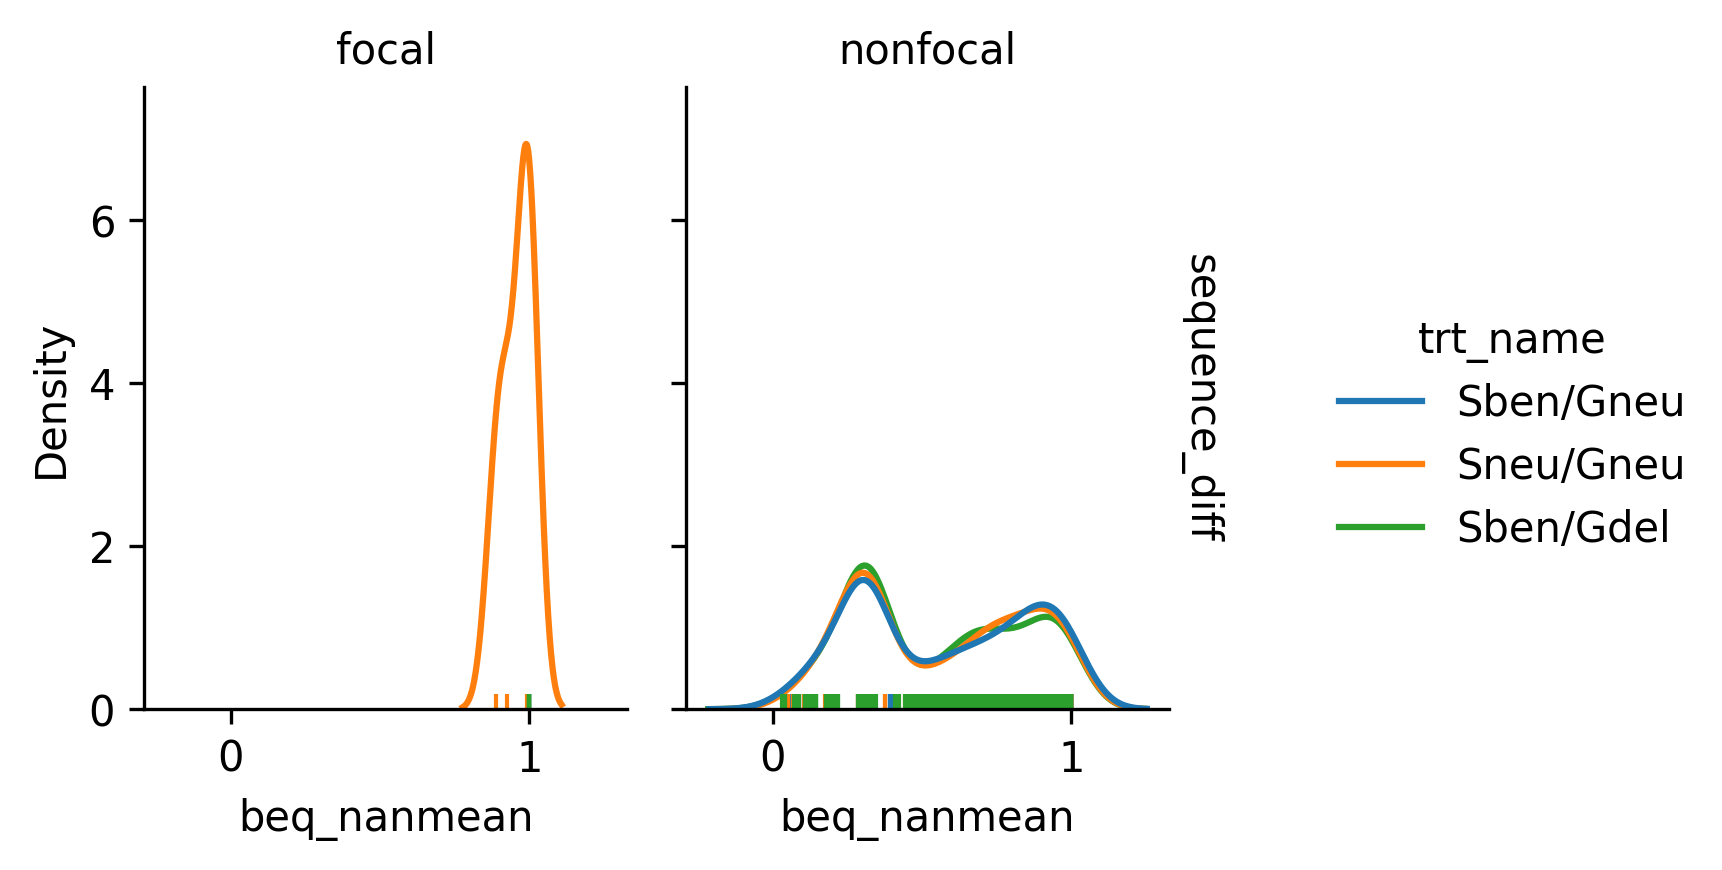 focal
nonfocal
Density
6
4
2
0
0
1
0
1
beq_nanmean
beq_nanmean
sequence_diff
trt_name
Sben/Gneu
Sneu/Gneu
Sben/Gdel